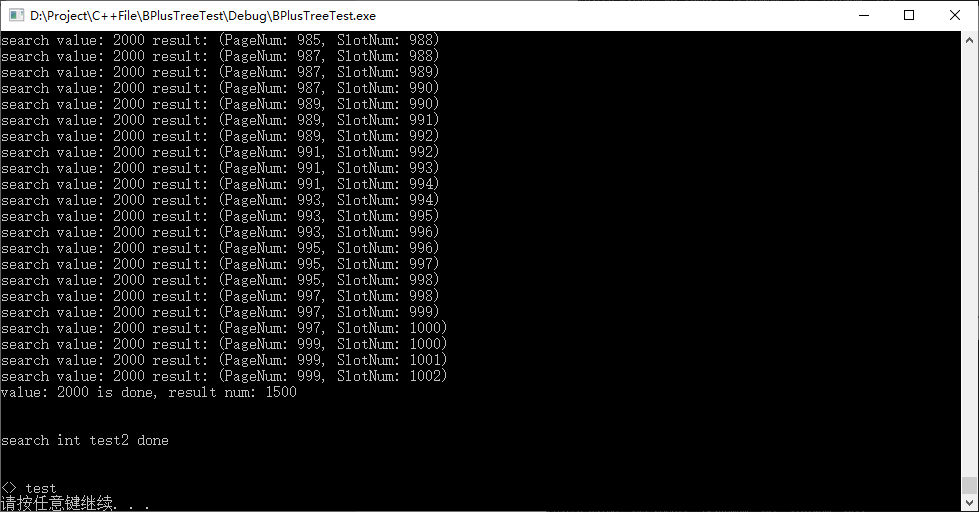 D:\Project\C++File\BPlusTreeTest\Debug\BPlusTreeTest.exe
search value: 2000 result: (PageNum: 985, SlotNum: 988)
search value: 2000 result: (PageNum: 987, SlotNum: 988)
search value: 2000 result: (PageNum: 987, SlotNum: 989)
search value: 2000 result: (PageNum: 987, SlotNum: 990)
search value: 2000 result: (PageNum: 989, SlotNum: 990)
search value: 2000 result: (PageNum: 989, SlotNum: 991)
search value: 2000 result: (PageNum: 989, SlotNum: 992)
search value: 2000 result: (PageNum: 991, SlotNum: 992)
search value: 2000 result: (PageNum: 991, SlotNum: 993)
search value: 2000 result: (PageNum: 991, SlotNum: 994)
search value: 2000 result: (PageNum: 993, SlotNum: 994)
search value: 2000 result: (PageNum: 993, SlotNum: 995)
search value: 2000 result: (PageNum: 993, SlotNum: 996)
search value: 2000 result: (PageNum: 995, SlotNum: 996)
search value: 2000 result: (PageNum: 995, SlotNum: 997)
search value: 2000 result: (PageNum: 995, SlotNum: 998)
search value: 2000 result: (PageNum: 997, SlotNum: 998)
search value: 2000 result: (PageNum: 997, SlotNum: 999)
search value: 2000 result: (PageNum: 997, SlotNum: 1000)
search value: 2000 result: (PageNum: 999, SlotNum: 1000)
search value: 2000 result: (PageNum: 999, SlotNum: 1001)
search value: 2000 result: (PageNum: 999, SlotNum: 1002)
value: 2000 is done, result num: 1500
search int test2 done
<> test
请按任意键继续. . .